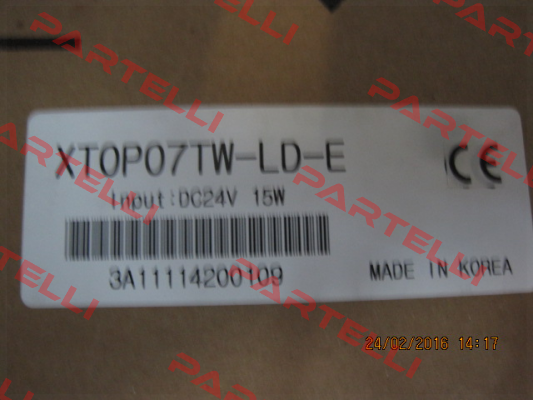 PARTELLI
PARTELLI
XTOP07TW-LD-E
CE
Input:DC24V 15W
3A11114200109
MADE IN KOREA
PARTELLI
PARTELLI
24/02/2016 14:17
PARTELLI